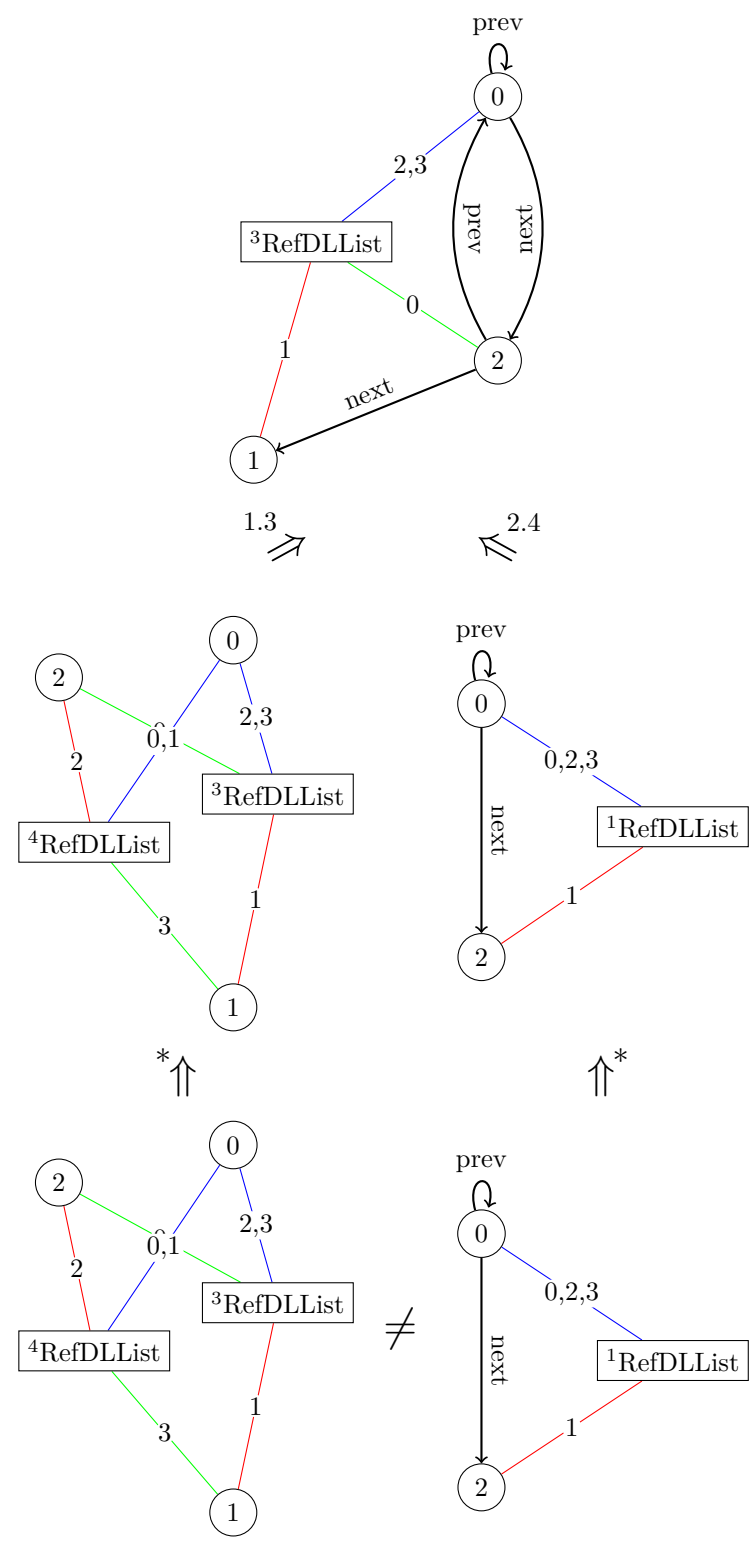 prev
0
2,3
prev
next
³RefDLList
0
1
2
next
1
1.3 ⇒
⇐ 2.4
0
2
2,3
0,1
2
³RefDLList
⁴RefDLList
1
3
1
prev
0
0,2,3
next
¹RefDLList
1
2
*⇑
⇑*
0
2
2,3
0,1
2
³RefDLList
⁴RefDLList
1
3
1
≠
prev
0
0,2,3
next
¹RefDLList
1
2